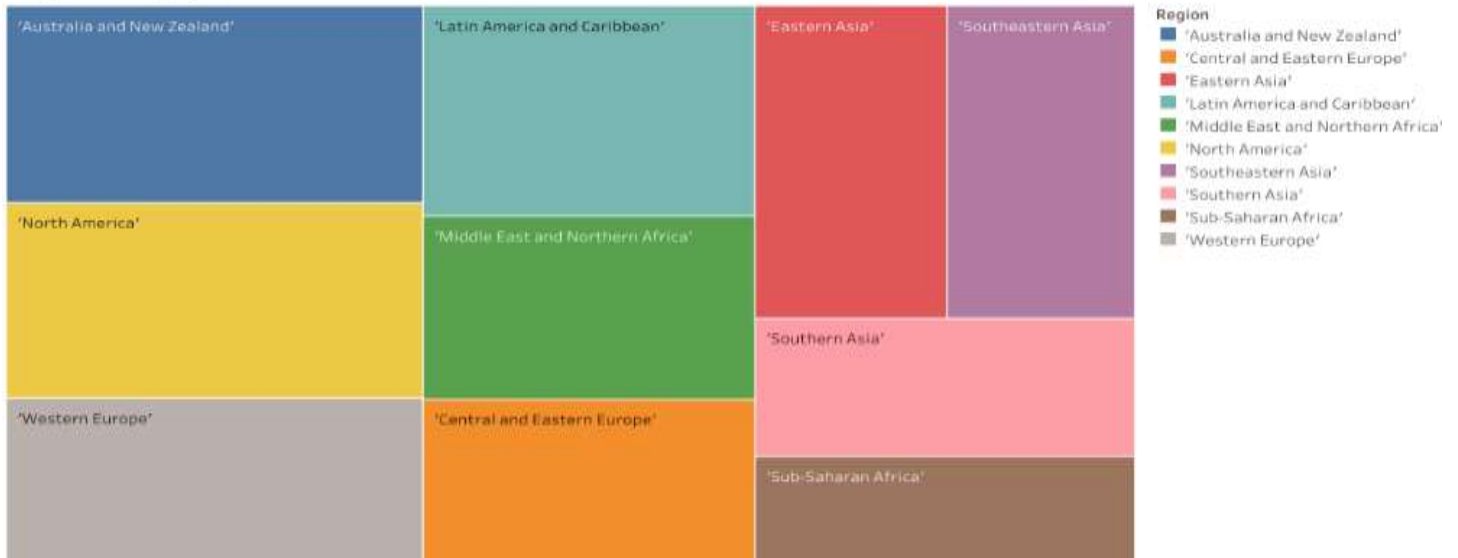 'Australia and New Zealand'
'Latin America and Caribbean'
'Eastern Asia'
'Southeastern Asia'
'North America'
'Middle East and Northern Africa'
'Southern Asia'
'Western Europe'
'Central and Eastern Europe'
'Sub-Saharan Africa'
Region
'Australia and New Zealand'
'Central and Eastern Europe'
'Eastern Asia'
'Latin America and Caribbean'
'Middle East and Northern Africa'
'North America'
'Southeastern Asia'
'Southern Asia'
'Sub-Saharan Africa'
'Western Europe'